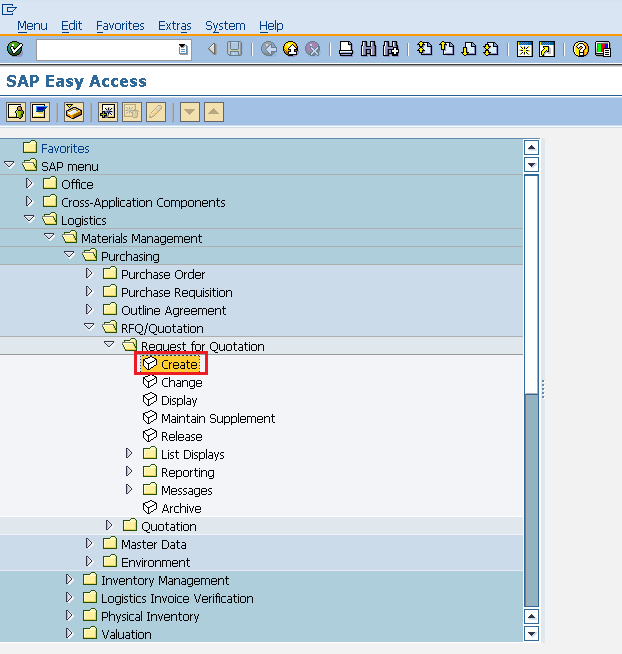 Menu Edit Favorites Extras System Help
SAP Easy Access
Favorites
SAP menu
Office
Cross-Application Components
Logistics
Materials Management
Purchasing
Purchase Order
Purchase Requisition
Outline Agreement
RFQ/Quotation
Request for Quotation
Create
Change
Display
Maintain Supplement
Release
List Displays
Reporting
Messages
Archive
Quotation
Master Data
Environment
Inventory Management
Logistics Invoice Verification
Physical Inventory
Valuation